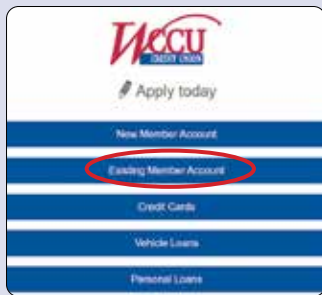 WCCU
CREDIT UNION
Apply today
New Member Account
Existing Member Account
Credit Cards
Vehicle Loans
Personal Loans